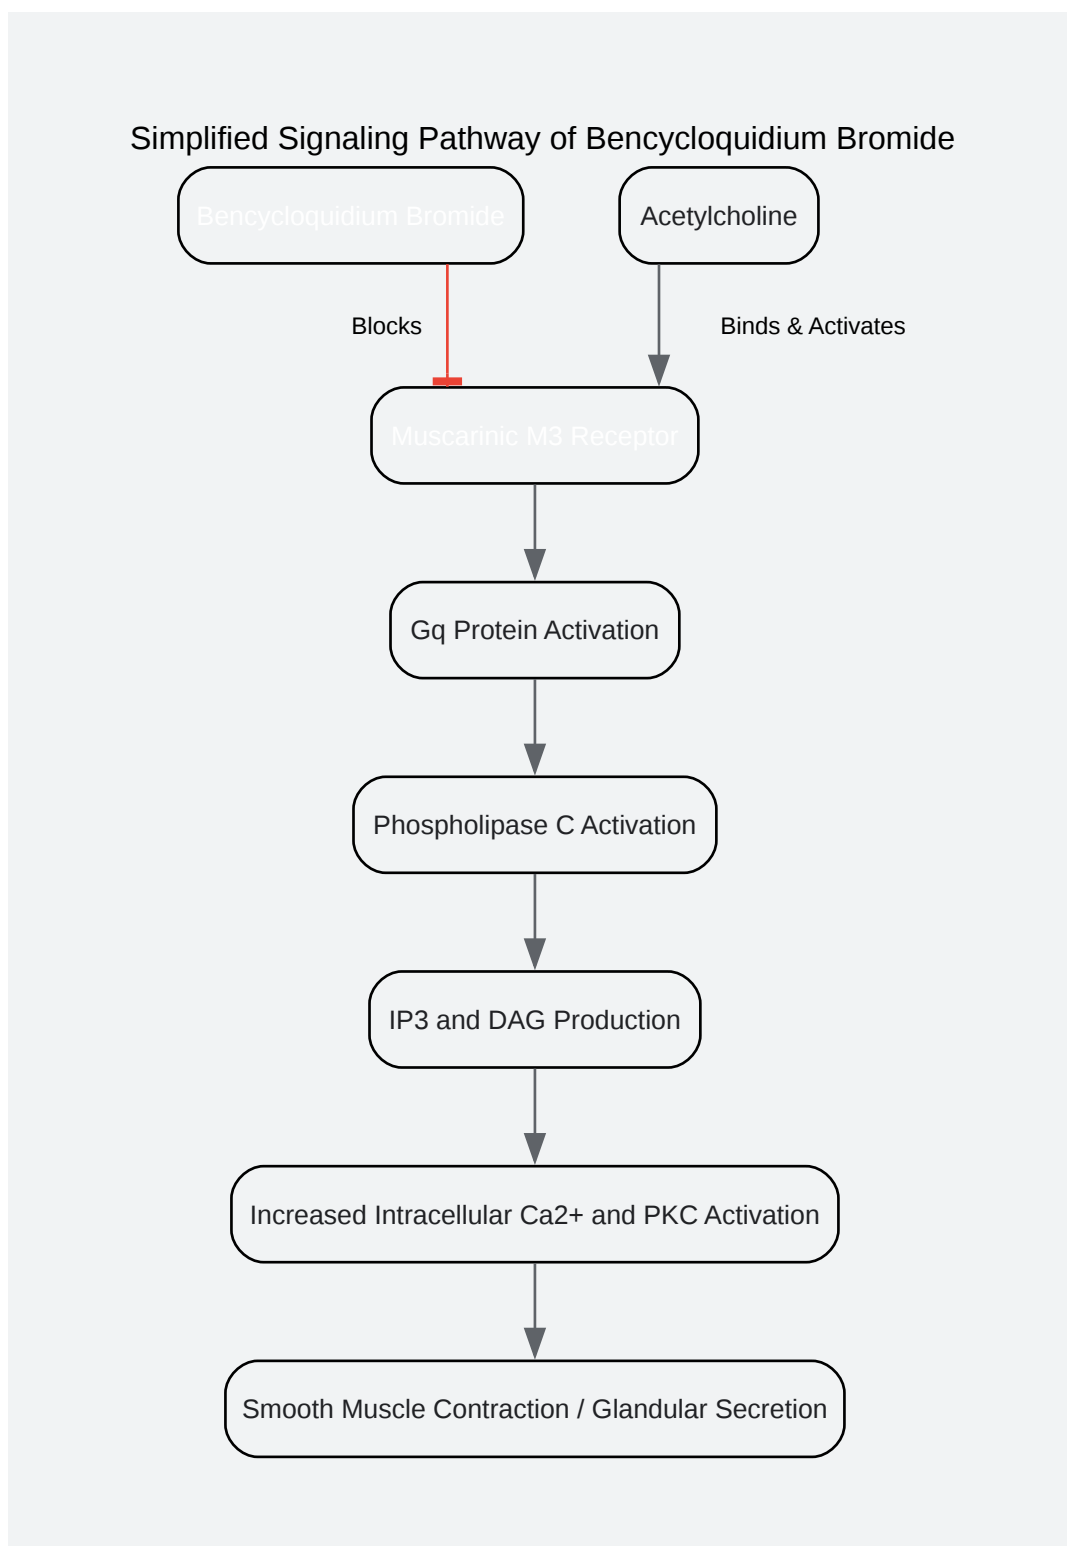 Simplified Signaling Pathway of Bencycloquidium Bromide
Bencycloquidium Bromide
Acetylcholine
Blocks
Binds & Activates
Muscarinic M3 Receptor
Gq Protein Activation
Phospholipase C Activation
IP3 and DAG Production
Increased Intracellular Ca2+ and PKC Activation
Smooth Muscle Contraction / Glandular Secretion